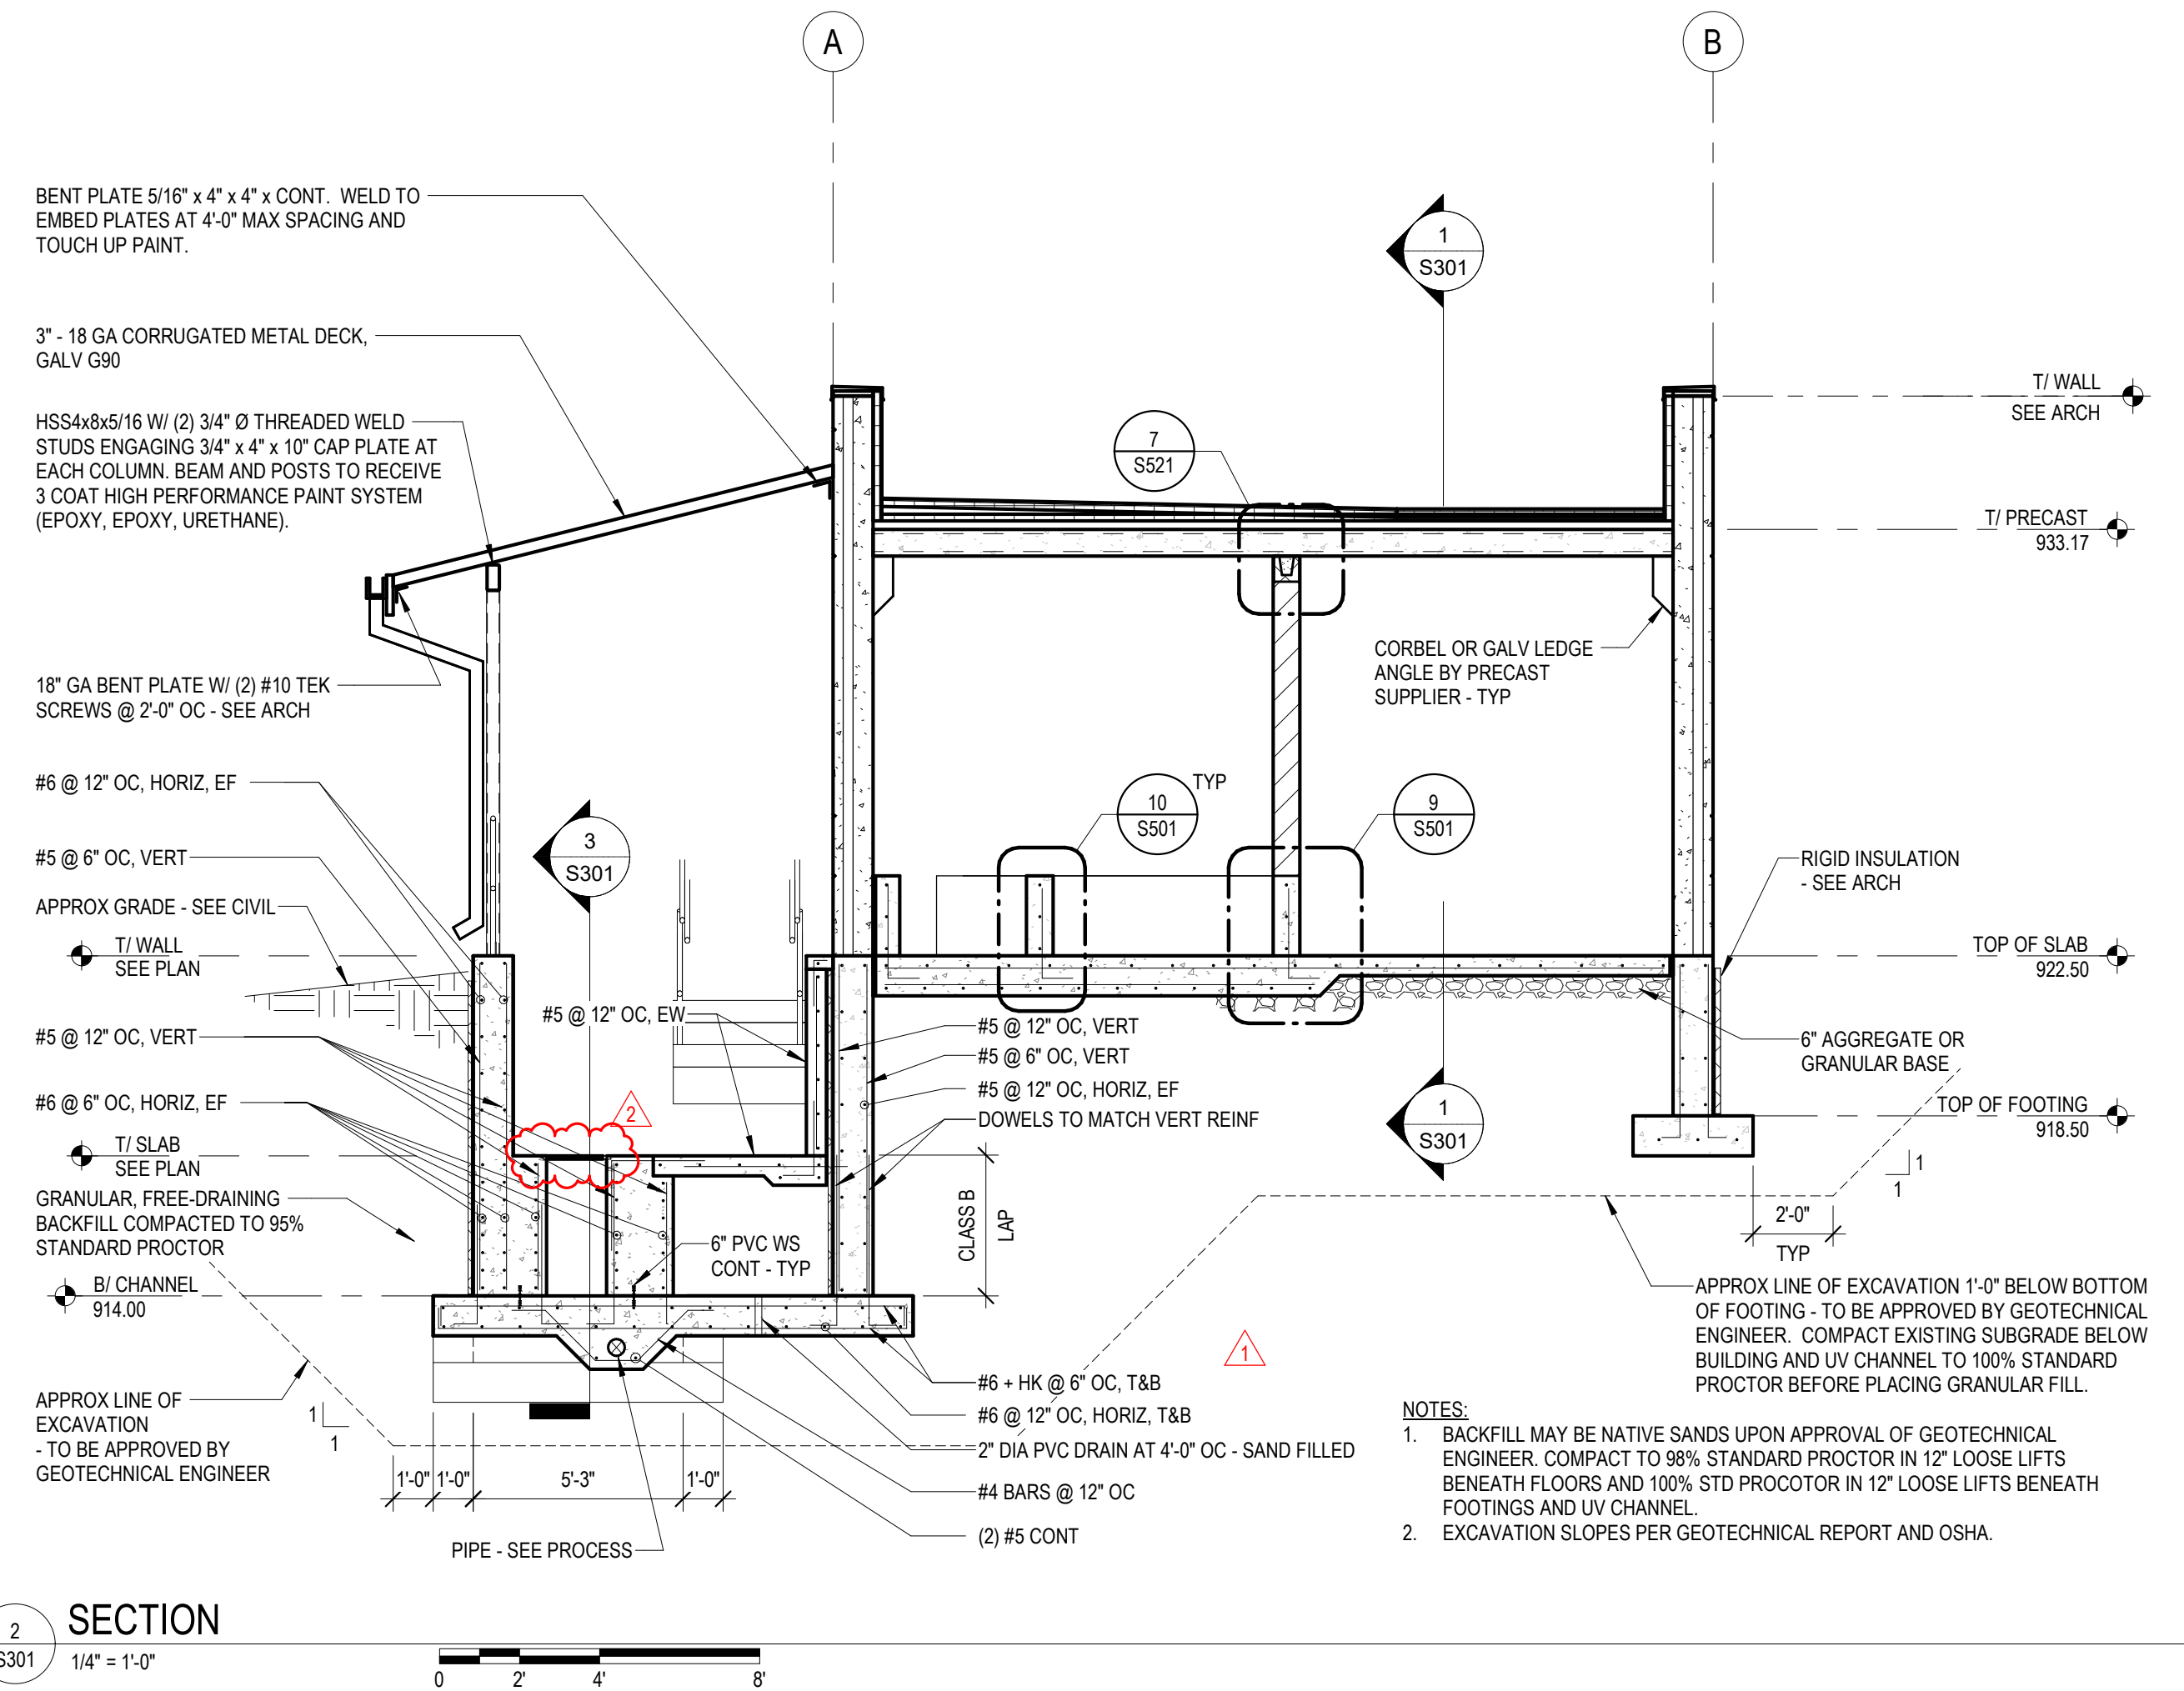 A
B
BENT PLATE 5/16" x 4" x 4" x CONT. WELD TO
EMBED PLATES AT 4'-0" MAX SPACING AND
TOUCH UP PAINT.
1
S301
3" - 18 GA CORRUGATED METAL DECK,
GALV G90
T/ WALL
SEE ARCH
HSS4x8x5/16 W/ (2) 3/4" Ø THREADED WELD
STUDS ENGAGING 3/4" x 4" x 10" CAP PLATE AT
EACH COLUMN. BEAM AND POSTS TO RECEIVE
3 COAT HIGH PERFORMANCE PAINT SYSTEM
(EPOXY, EPOXY, URETHANE).
7
S521
T/ PRECAST
933.17
CORBEL OR GALV LEDGE
ANGLE BY PRECAST
SUPPLIER - TYP
18" GA BENT PLATE W/ (2) #10 TEK
SCREWS @ 2'-0" OC - SEE ARCH
#6 @ 12" OC, HORIZ, EF
10
S501
TYP
9
S501
3
S301
#5 @ 6" OC, VERT
RIGID INSULATION
- SEE ARCH
APPROX GRADE - SEE CIVIL
T/ WALL
SEE PLAN
TOP OF SLAB
922.50
#5 @ 12" OC, EW
#5 @ 12" OC, VERT
#5 @ 12" OC, VERT
#5 @ 6" OC, VERT
#5 @ 12" OC, HORIZ, EF
DOWELS TO MATCH VERT REINF
6" AGGREGATE OR
GRANULAR BASE
#6 @ 6" OC, HORIZ, EF
2
1
S301
TOP OF FOOTING
918.50
T/ SLAB
SEE PLAN
1
1
GRANULAR, FREE-DRAINING
BACKFILL COMPACTED TO 95%
STANDARD PROCTOR
CLASS B
LAP
2'-0"
TYP
6" PVC WS
CONT - TYP
B/ CHANNEL
914.00
APPROX LINE OF EXCAVATION 1'-0" BELOW BOTTOM
OF FOOTING - TO BE APPROVED BY GEOTECHNICAL
ENGINEER. COMPACT EXISTING SUBGRADE BELOW
BUILDING AND UV CHANNEL TO 100% STANDARD
PROCTOR BEFORE PLACING GRANULAR FILL.
1
#6 + HK @ 6" OC, T&B
#6 @ 12" OC, HORIZ, T&B
2" DIA PVC DRAIN AT 4'-0" OC - SAND FILLED
#4 BARS @ 12" OC
(2) #5 CONT
APPROX LINE OF
EXCAVATION
- TO BE APPROVED BY
GEOTECHNICAL ENGINEER
1
1
1'-0"
1'-0"
5'-3"
1'-0"
PIPE - SEE PROCESS
NOTES:
1. BACKFILL MAY BE NATIVE SANDS UPON APPROVAL OF GEOTECHNICAL
ENGINEER. COMPACT TO 98% STANDARD PROCTOR IN 12" LOOSE LIFTS
BENEATH FLOORS AND 100% STD PROCOTOR IN 12" LOOSE LIFTS BENEATH
FOOTINGS AND UV CHANNEL.
2. EXCAVATION SLOPES PER GEOTECHNICAL REPORT AND OSHA.
2
S301
SECTION
1/4" = 1'-0"
0
2'
4'
8'